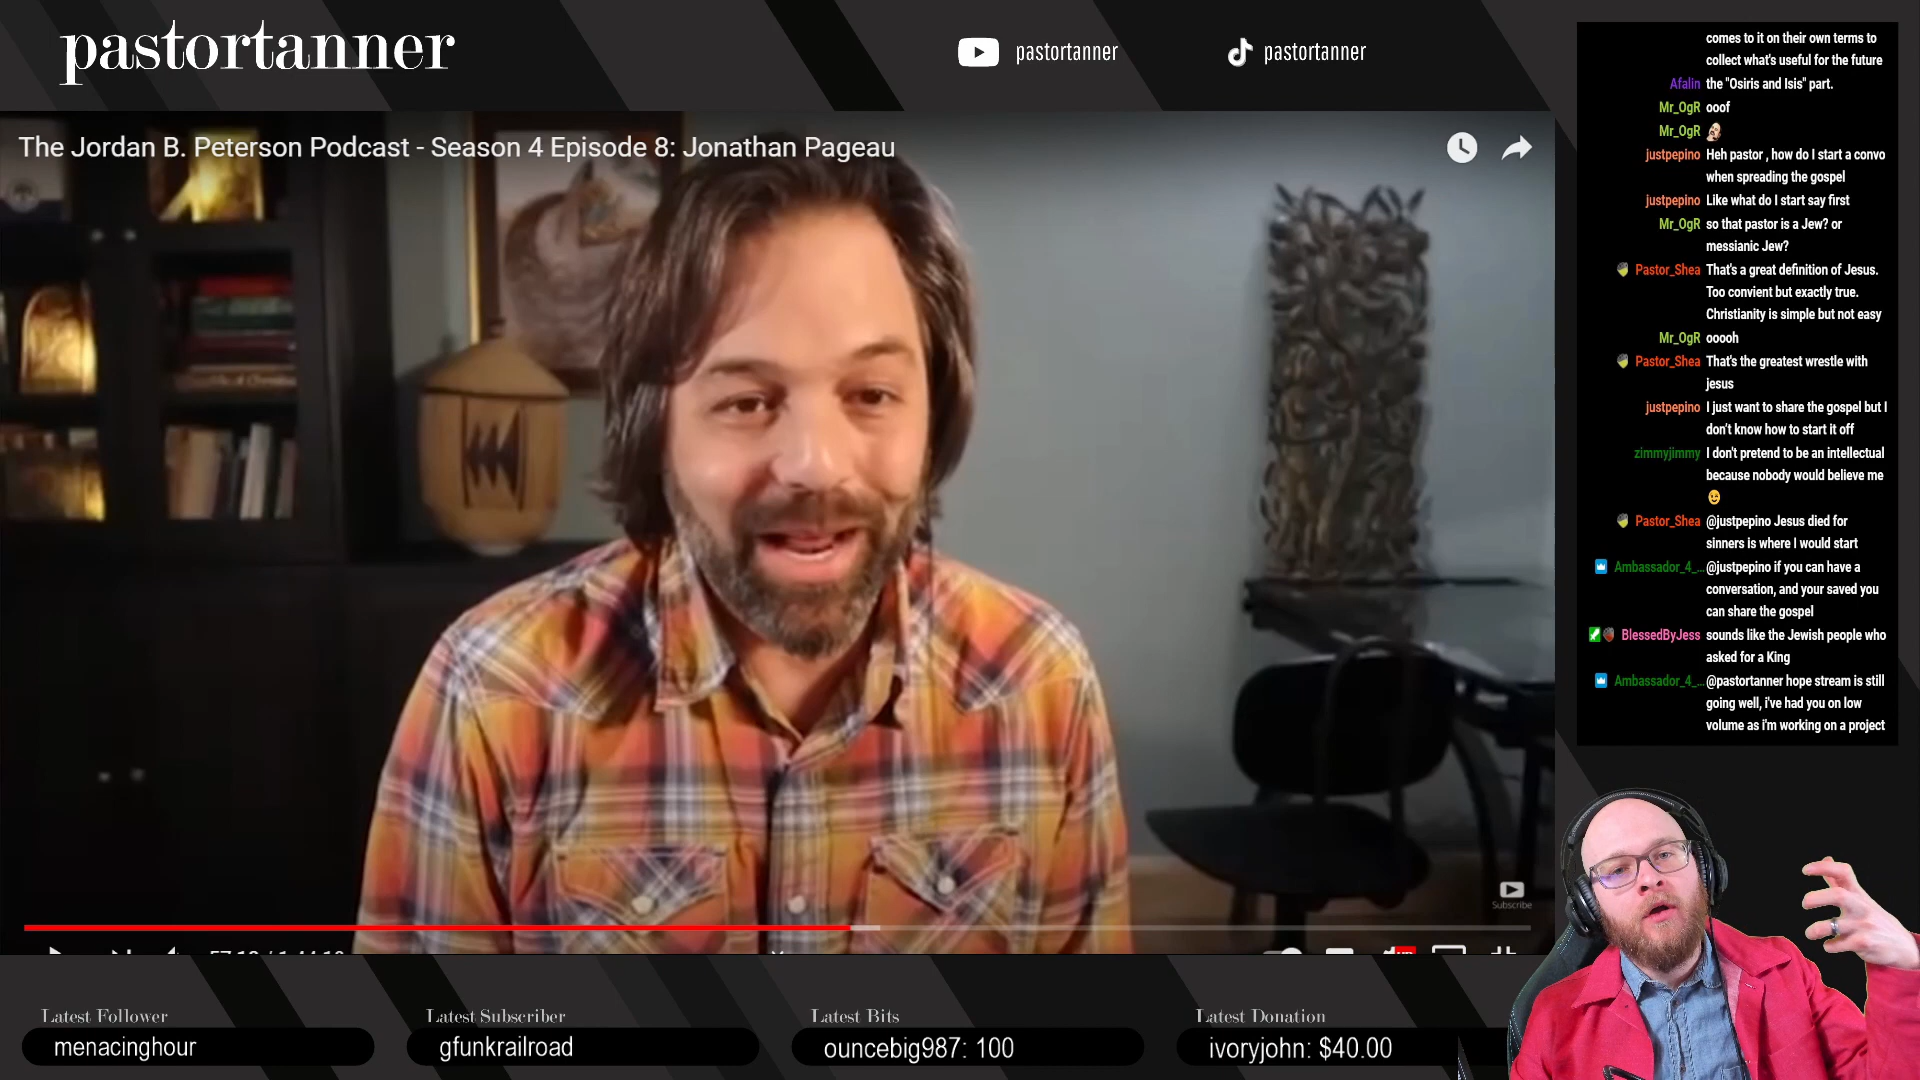 pastortanner
pastortanner
pastortanner
The Jordan B. Peterson Podcast - Season 4 Episode 8: Jonathan Pageau
comes to it on their own terms to
collect what's useful for the future
Afalin the "Osiris and Isis" part.
Mr_OgR ooof
Mr_OgR
justpepino Heh pastor , how do I start a convo
when spreading the gospel
justpepino Like what do I start say first
Mr_OgR so that pastor is a Jew? or
messianic Jew?
Pastor_Shea That's a great definition of Jesus.
Too convient but exactly true.
Christianity is simple but not easy
Mr_OgR ooooh
Pastor_Shea That's the greatest wrestle with
jesus
justpepino I just want to share the gospel but I
don't know how to start it off
zimmyjimmy I don't pretend to be an intellectual
because nobody would believe me
Pastor_Shea @justpepino Jesus died for
sinners is where I would start
Ambassador_4_... @justpepino if you can have a
conversation, and your saved you
can share the gospel
BlessedByJess sounds like the Jewish people who
asked for a King
Ambassador_4_... @pastortanner hope stream is still
going well, i've had you on low
volume as i'm working on a project
Subscribe
Latest Follower
menacinghour
Latest Subscriber
gfunkrailroad
Latest Bits
ouncebig987: 100
Latest Donation
ivoryjohn: $40.00